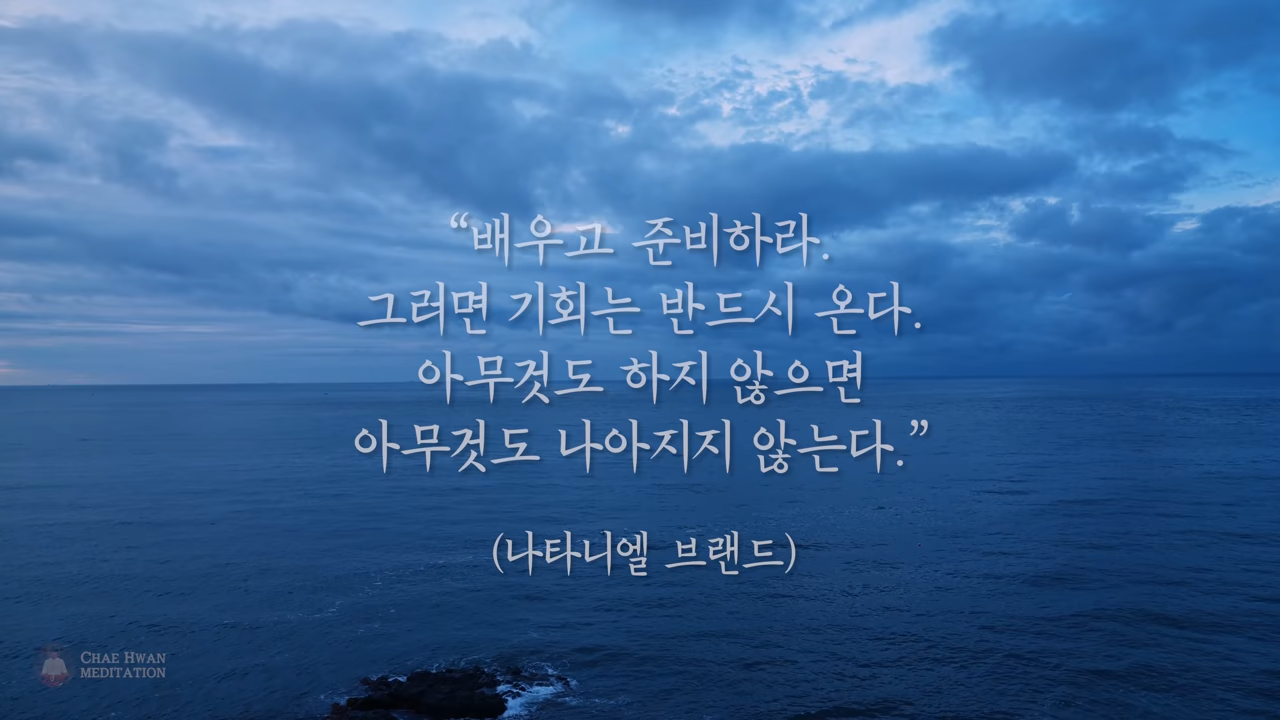 “배우고 준비하라.
그러면 기회는 반드시 온다.
아무것도 하지 않으면
아무것도 나아지지 않는다.”
(나타니엘 브랜드)
CHAE HWAN
MEDITATION